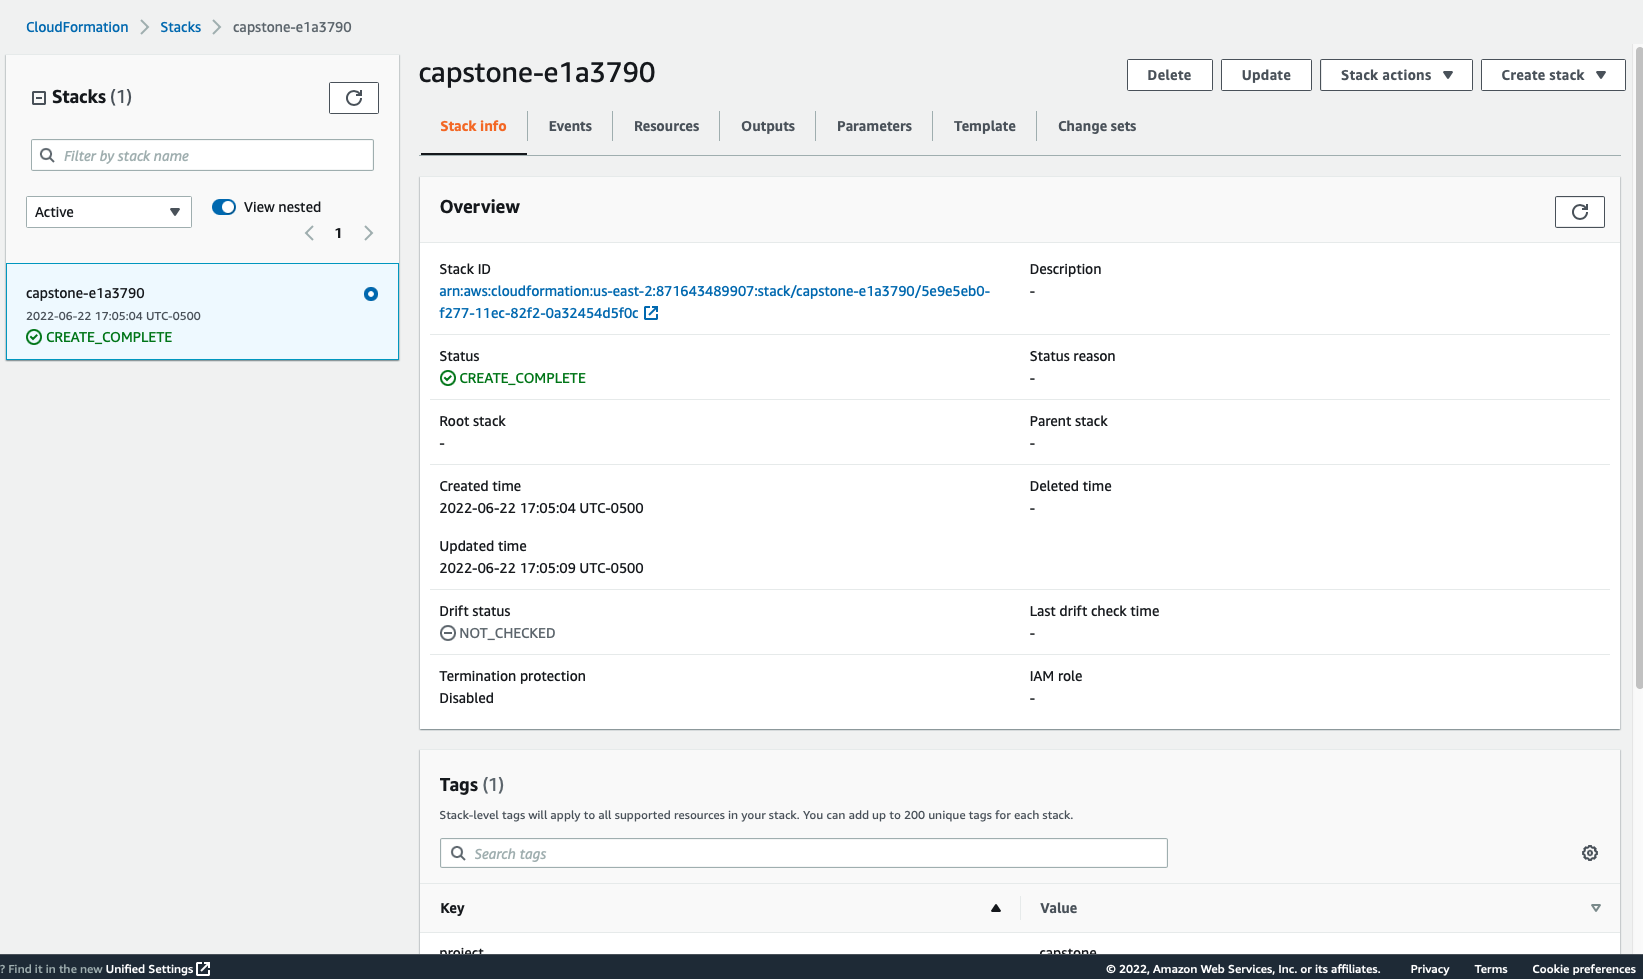 CloudFormation > Stacks > capstone-e1a3790
Stacks (1)
Filter by stack name
Active
View nested
1
capstone-e1a3790
2022-06-22 17:05:04 UTC-0500
CREATE_COMPLETE
capstone-e1a3790
Delete
Update
Stack actions
Create stack
Stack info
Events
Resources
Outputs
Parameters
Template
Change sets
Overview
Stack ID
arn:aws:cloudformation:us-east-2:871643489907:stack/capstone-e1a3790/5e9e5eb0-
f277-11ec-82f2-0a32454d5f0c
Description
-
Status
CREATE_COMPLETE
Status reason
-
Root stack
-
Parent stack
-
Created time
2022-06-22 17:05:04 UTC-0500
Deleted time
-
Updated time
2022-06-22 17:05:09 UTC-0500
Drift status
NOT_CHECKED
Last drift check time
-
Termination protection
Disabled
IAM role
-
Tags (1)
Stack-level tags will apply to all supported resources in your stack. You can add up to 200 unique tags for each stack.
Search tags
Key
Value
project
capstone
? Find it in the new Unified Settings
© 2022, Amazon Web Services, Inc. or its affiliates.
Privacy
Terms
Cookie preferences